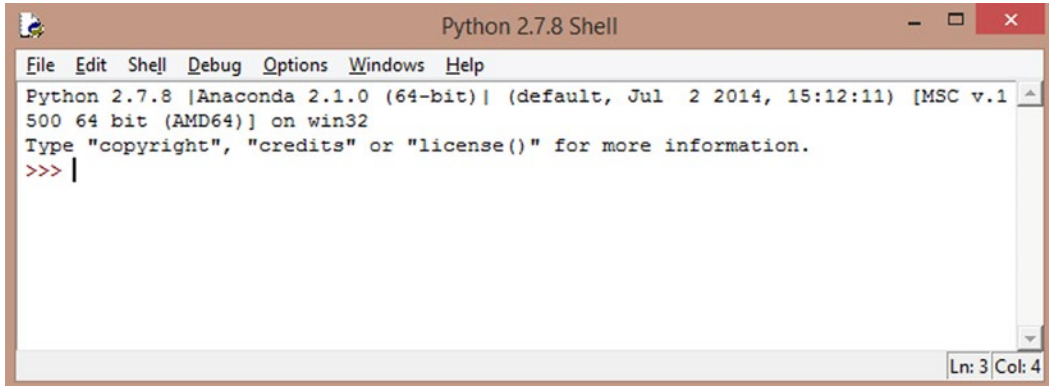 Python 2.7.8 Shell
File Edit Shell Debug Options Windows Help
Python 2.7.8 |Anaconda 2.1.0 (64-bit)| (default, Jul  2 2014, 15:12:11) [MSC v.1
500 64 bit (AMD64)] on win32
Type "copyright", "credits" or "license()" for more information.
>>>
Ln: 3 Col: 4